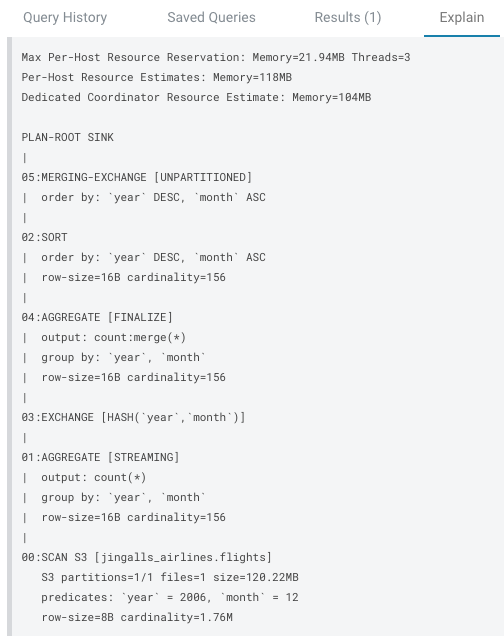 Query History Saved Queries Results (1) Explain
Max Per-Host Resource Reservation: Memory=21.94MB Threads=3
Per-Host Resource Estimates: Memory=118MB
Dedicated Coordinator Resource Estimate: Memory=104MB
PLAN-ROOT SINK
|
05:MERGING-EXCHANGE [UNPARTITIONED]
|  order by: `year` DESC, `month` ASC
|
02:SORT
|  order by: `year` DESC, `month` ASC
|  row-size=16B cardinality=156
|
04:AGGREGATE [FINALIZE]
|  output: count:merge(*)
|  group by: `year`, `month`
|  row-size=16B cardinality=156
|
03:EXCHANGE [HASH(`year`,`month`)]
|
01:AGGREGATE [STREAMING]
|  output: count(*)
|  group by: `year`, `month`
|  row-size=16B cardinality=156
|
00:SCAN S3 [jingalls_airlines.flights]
   S3 partitions=1/1 files=1 size=120.22MB
   predicates: `year` = 2006, `month` = 12
   row-size=8B cardinality=1.76M